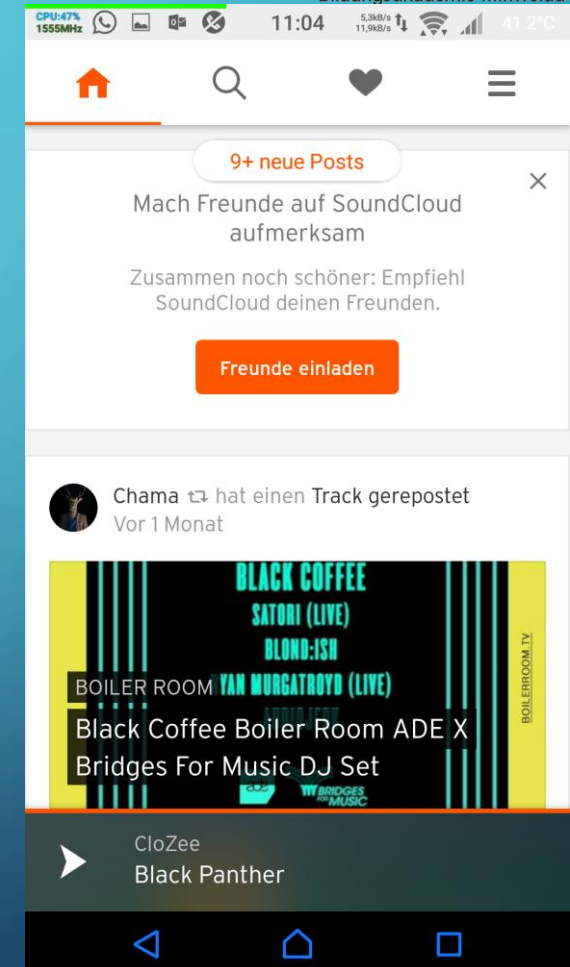 CPU:47%
1555MHz
11:04
5,3kB/s
11,9kB/s
41.2°C
9+ neue Posts
Mach Freunde auf SoundCloud
aufmerksam
Zusammen noch schöner: Empfiehl
SoundCloud deinen Freunden.
Freunde einladen
Chama hat einen Track gerepostet
Vor 1 Monat
BLACK COFFEE
SATORI (LIVE)
BLOND:ISH
YAN MURGATROYD (LIVE)
BOILER ROOM
Black Coffee Boiler Room ADE X
Bridges For Music DJ Set
BRIDGES
FOR MUSIC
BOILERROOM.TV
CloZee
Black Panther